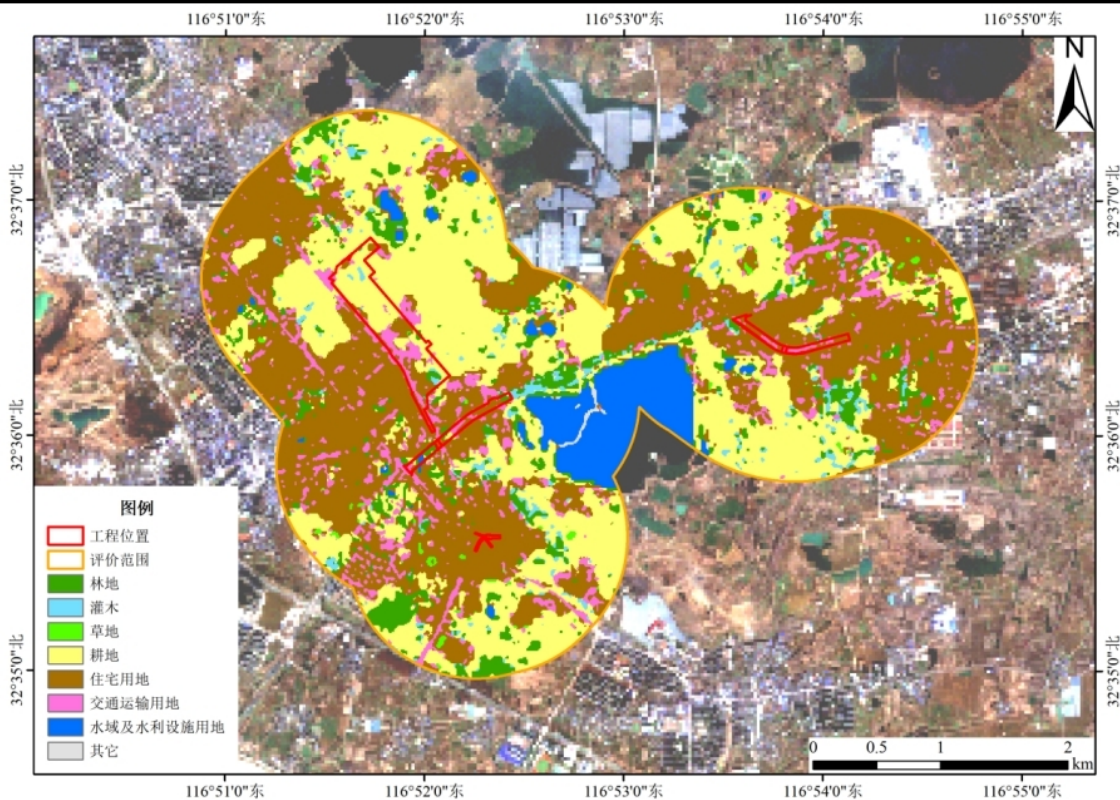 116°51'0"东
116°52'0"东
116°53'0"东
116°54'0"东
116°55'0"东
N
32°37'0"北
32°37'0"北
32°36'0"北
32°36'0"北
32°35'0"北
32°35'0"北
图例
工程位置
评价范围
林地
灌木
草地
耕地
住宅用地
交通运输用地
水域及水利设施用地
其它
0 0.5 1 2
km
116°51'0"东
116°52'0"东
116°53'0"东
116°54'0"东
116°55'0"东